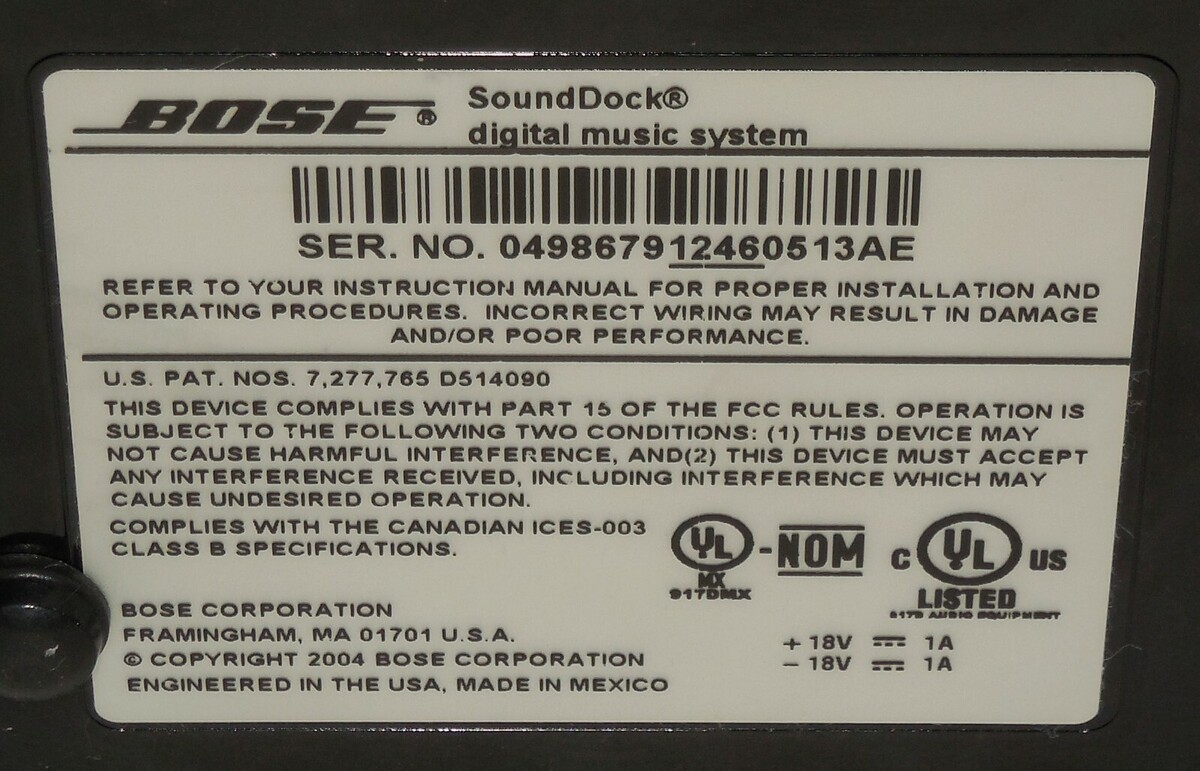 BOSE® SoundDock®
digital music system
SER. NO. 049867912460513AE
REFER TO YOUR INSTRUCTION MANUAL FOR PROPER INSTALLATION AND
OPERATING PROCEDURES. INCORRECT WIRING MAY RESULT IN DAMAGE
AND/OR POOR PERFORMANCE.
U.S. PAT. NOS. 7,277,765 D514090
THIS DEVICE COMPLIES WITH PART 15 OF THE FCC RULES. OPERATION IS
SUBJECT TO THE FOLLOWING TWO CONDITIONS: (1) THIS DEVICE MAY
NOT CAUSE HARMFUL INTERFERENCE, AND(2) THIS DEVICE MUST ACCEPT
ANY INTERFERENCE RECEIVED, INCLUDING INTERFERENCE WHICH MAY
CAUSE UNDESIRED OPERATION.
COMPLIES WITH THE CANADIAN ICES-003
CLASS B SPECIFICATIONS.
UL -NOM C UL US
MX
917DMX
LISTED
917D AUDIO EQUIPMENT
BOSE CORPORATION
FRAMINGHAM, MA 01701 U.S.A.
© COPYRIGHT 2004 BOSE CORPORATION
ENGINEERED IN THE USA, MADE IN MEXICO
+ 18V ⎓ 1A
− 18V ⎓ 1A